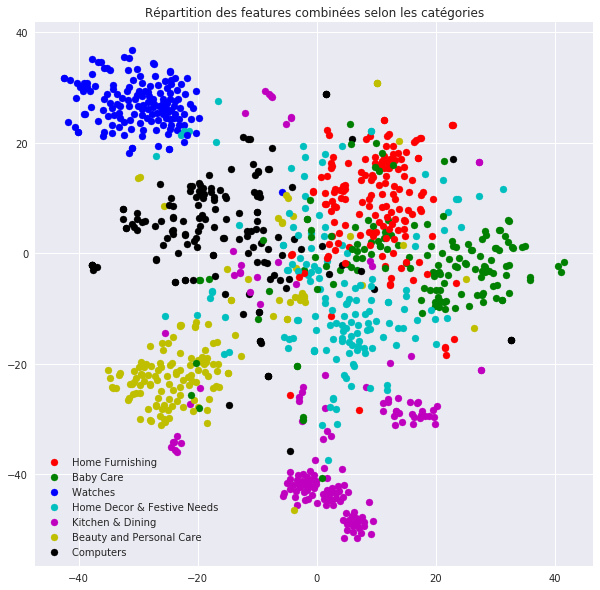 Répartition des features combinées selon les catégories
40
20
0
−20
−40
Home Furnishing
Baby Care
Watches
Home Decor & Festive Needs
Kitchen & Dining
Beauty and Personal Care
Computers
−40
−20
0
20
40